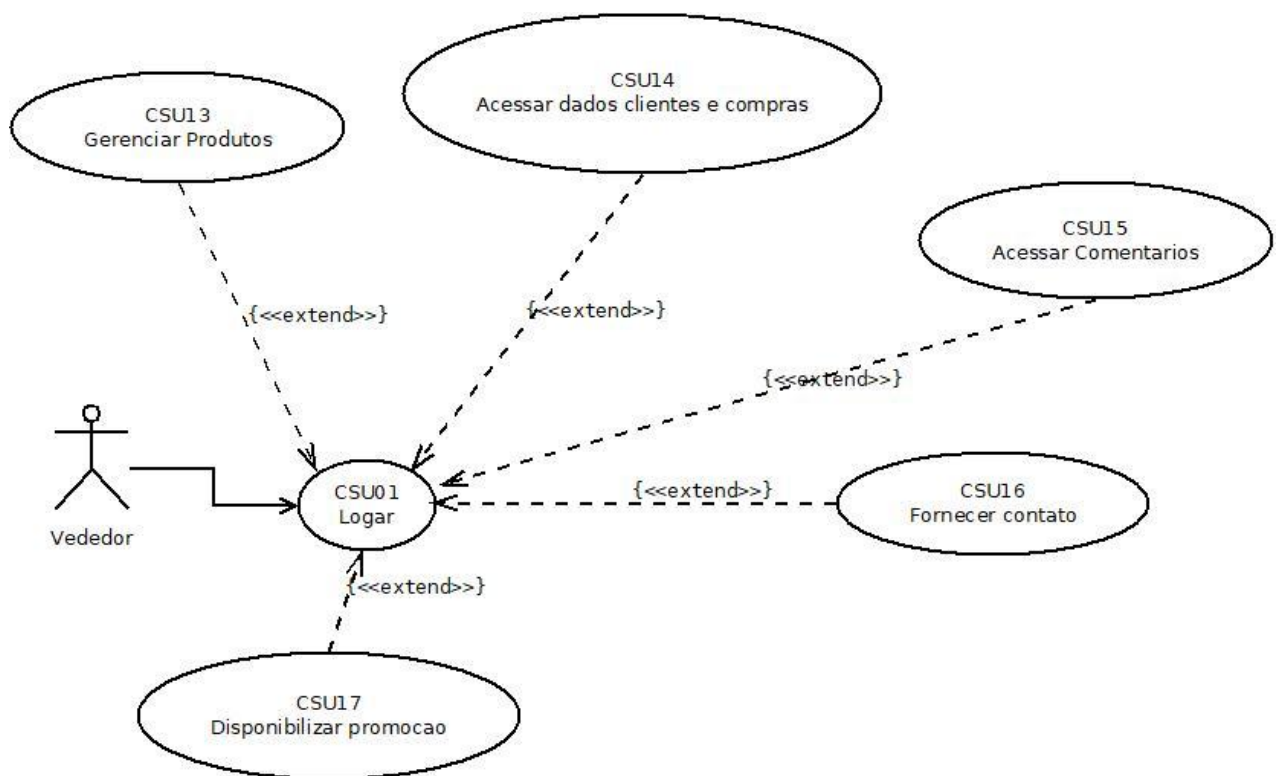 CSU14
Acessar dados clientes e compras
CSU13
Gerenciar Produtos
CSU15
Acessar Comentarios
{<<extend>>}
{<<extend>>}
{<<extend>>}
CSU01
Logar
{<<extend>>}
CSU16
Fornecer contato
Vededor
{<<extend>>}
CSU17
Disponibilizar promocao